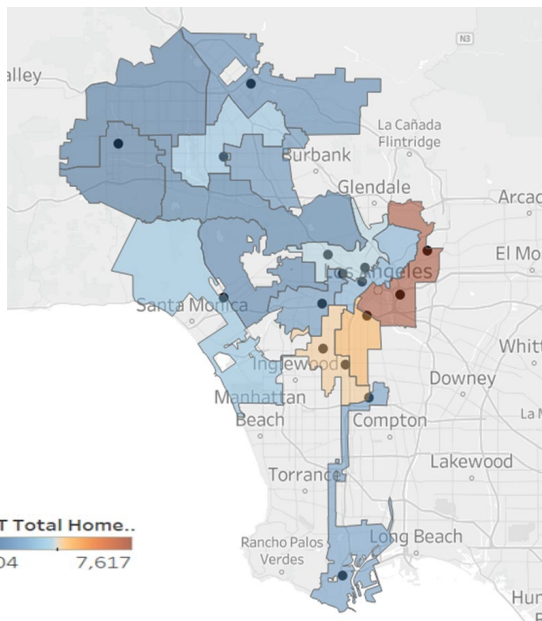 N3
alley
La Cañada
Flintridge
Burbank
Glendale
Arcad
El Mo
Los Angeles
Santa Monica
Whitt
Inglewood
Downey
Manhattan
Beach
Compton
La M
Lakewood
Torrance
T Total Home..
04
7,617
Rancho Palos
Verdes
Long Beach
Hun